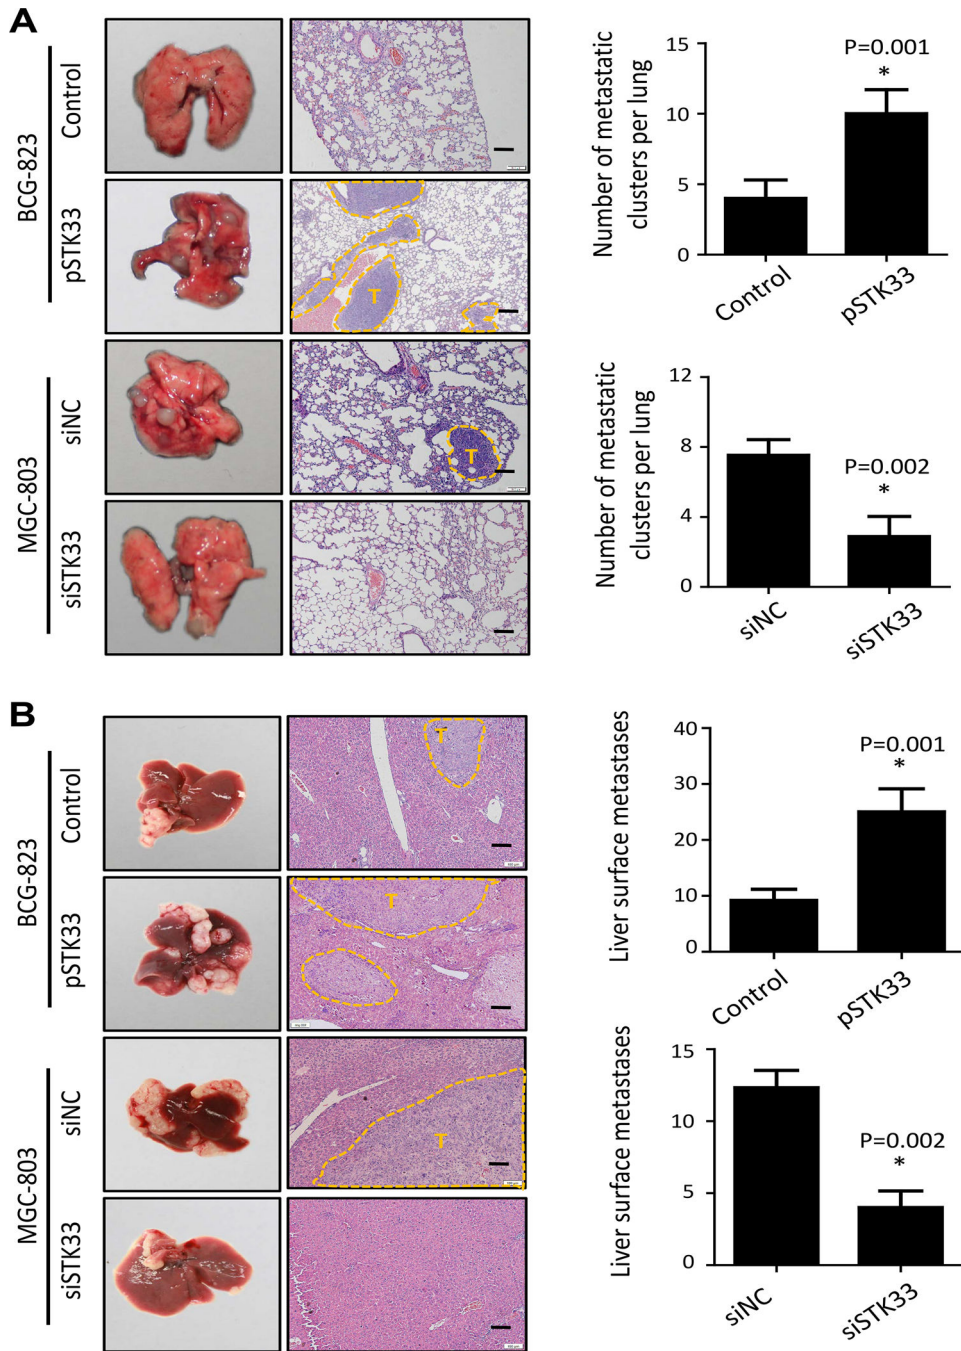 A
BCG-823
Control
pSTK33
T
MGC-803
siNC
T
siSTK33
Number of metastatic
clusters per lung
15
10
5
0
P=0.001
*
Control
pSTK33
Number of metastatic
clusters per lung
12
8
4
0
P=0.002
*
siNC
siSTK33
B
BCG-823
Control
T
pSTK33
T
MGC-803
siNC
T
siSTK33
Liver surface metastases
40
30
20
10
0
P=0.001
*
Control
pSTK33
Liver surface metastases
15
10
5
0
P=0.002
*
siNC
siSTK33